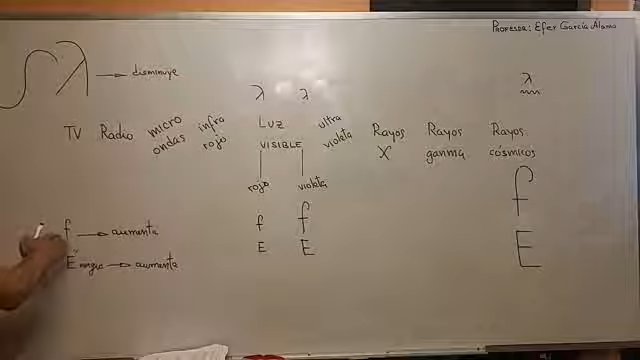 Profesor: Efer García Alamo
λ → disminuye
λ λ λ
TV Radio micro ondas infra rojo Luz VISIBLE ultra violeta Rayos X Rayos gamma Rayos cósmicos
rojo violeta
f → aumenta f f f
Energía → aumenta E E E